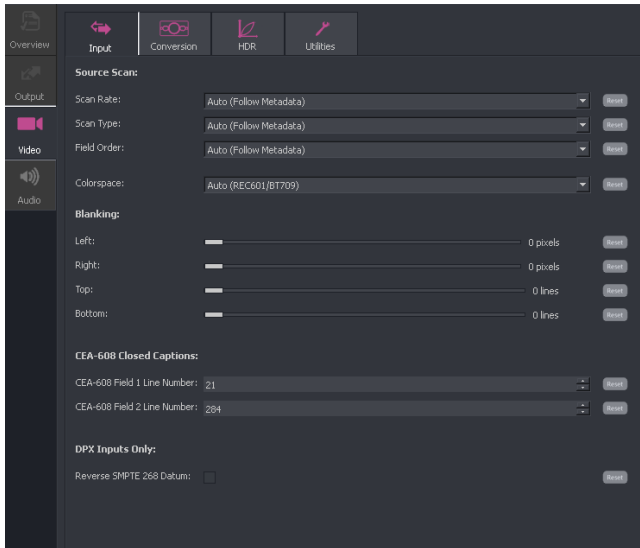 Overview
Output
Video
Audio
Input
Conversion
HDR
Utilities
Source Scan:
Scan Rate: Auto (Follow Metadata) Reset
Scan Type: Auto (Follow Metadata) Reset
Field Order: Auto (Follow Metadata) Reset
Colorspace: Auto (REC601/BT709) Reset
Blanking:
Left: 0 pixels Reset
Right: 0 pixels Reset
Top: 0 lines Reset
Bottom: 0 lines Reset
CEA-608 Closed Captions:
CEA-608 Field 1 Line Number: 21 Reset
CEA-608 Field 2 Line Number: 284 Reset
DPX Inputs Only:
Reverse SMPTE 268 Datum: Reset